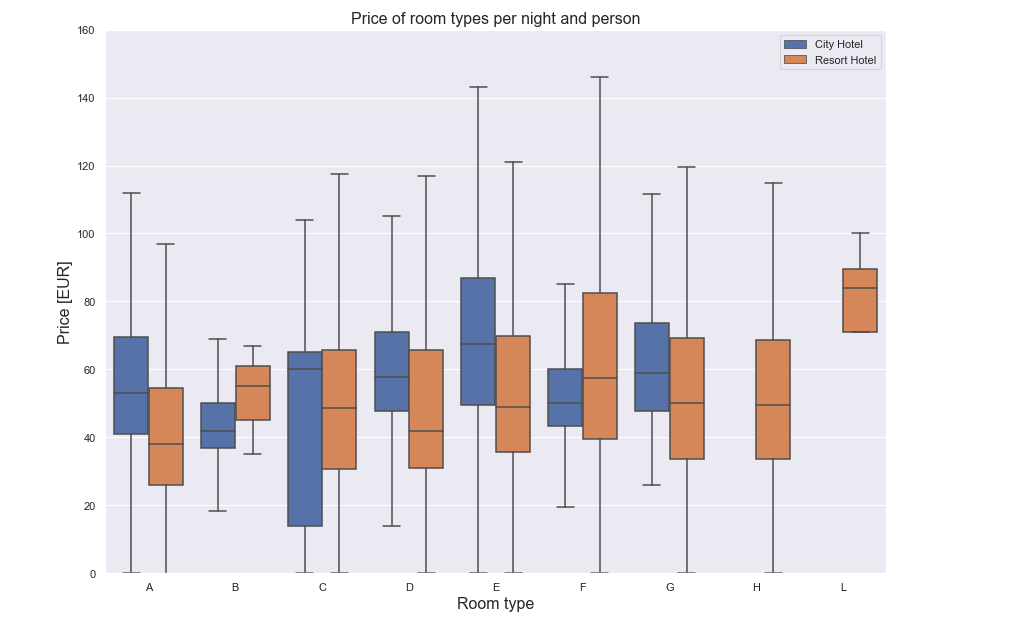 Price of room types per night and person
City Hotel
Resort Hotel
160
140
120
100
80
60
40
20
0
Price [EUR]
A B C D E F G H L
Room type